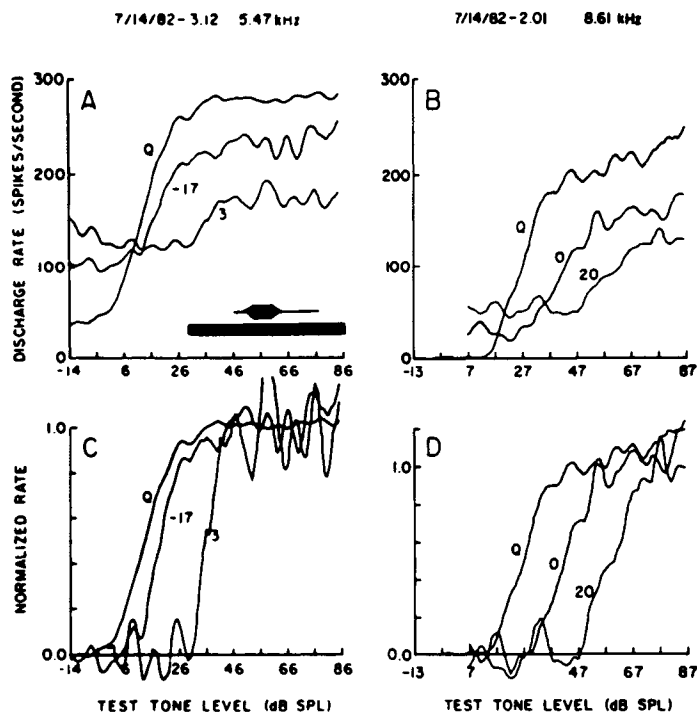 7/14/82-3.12 5.47 kHz
7/14/82-2.01 8.61 kHz
DISCHARGE RATE (SPIKES/SECOND)
300
200
100
0
A
Q
-17
3
-14 6 26 46 66 86
300
200
100
0
B
Q
0
20
-13 7 27 47 67 87
NORMALIZED RATE
1.0
0.0
C
Q
-17
3
-14 6 26 46 66 86
TEST TONE LEVEL (dB SPL)
1.0
0.0
D
Q
0
20
-13 7 27 47 67 87
TEST TONE LEVEL (dB SPL)